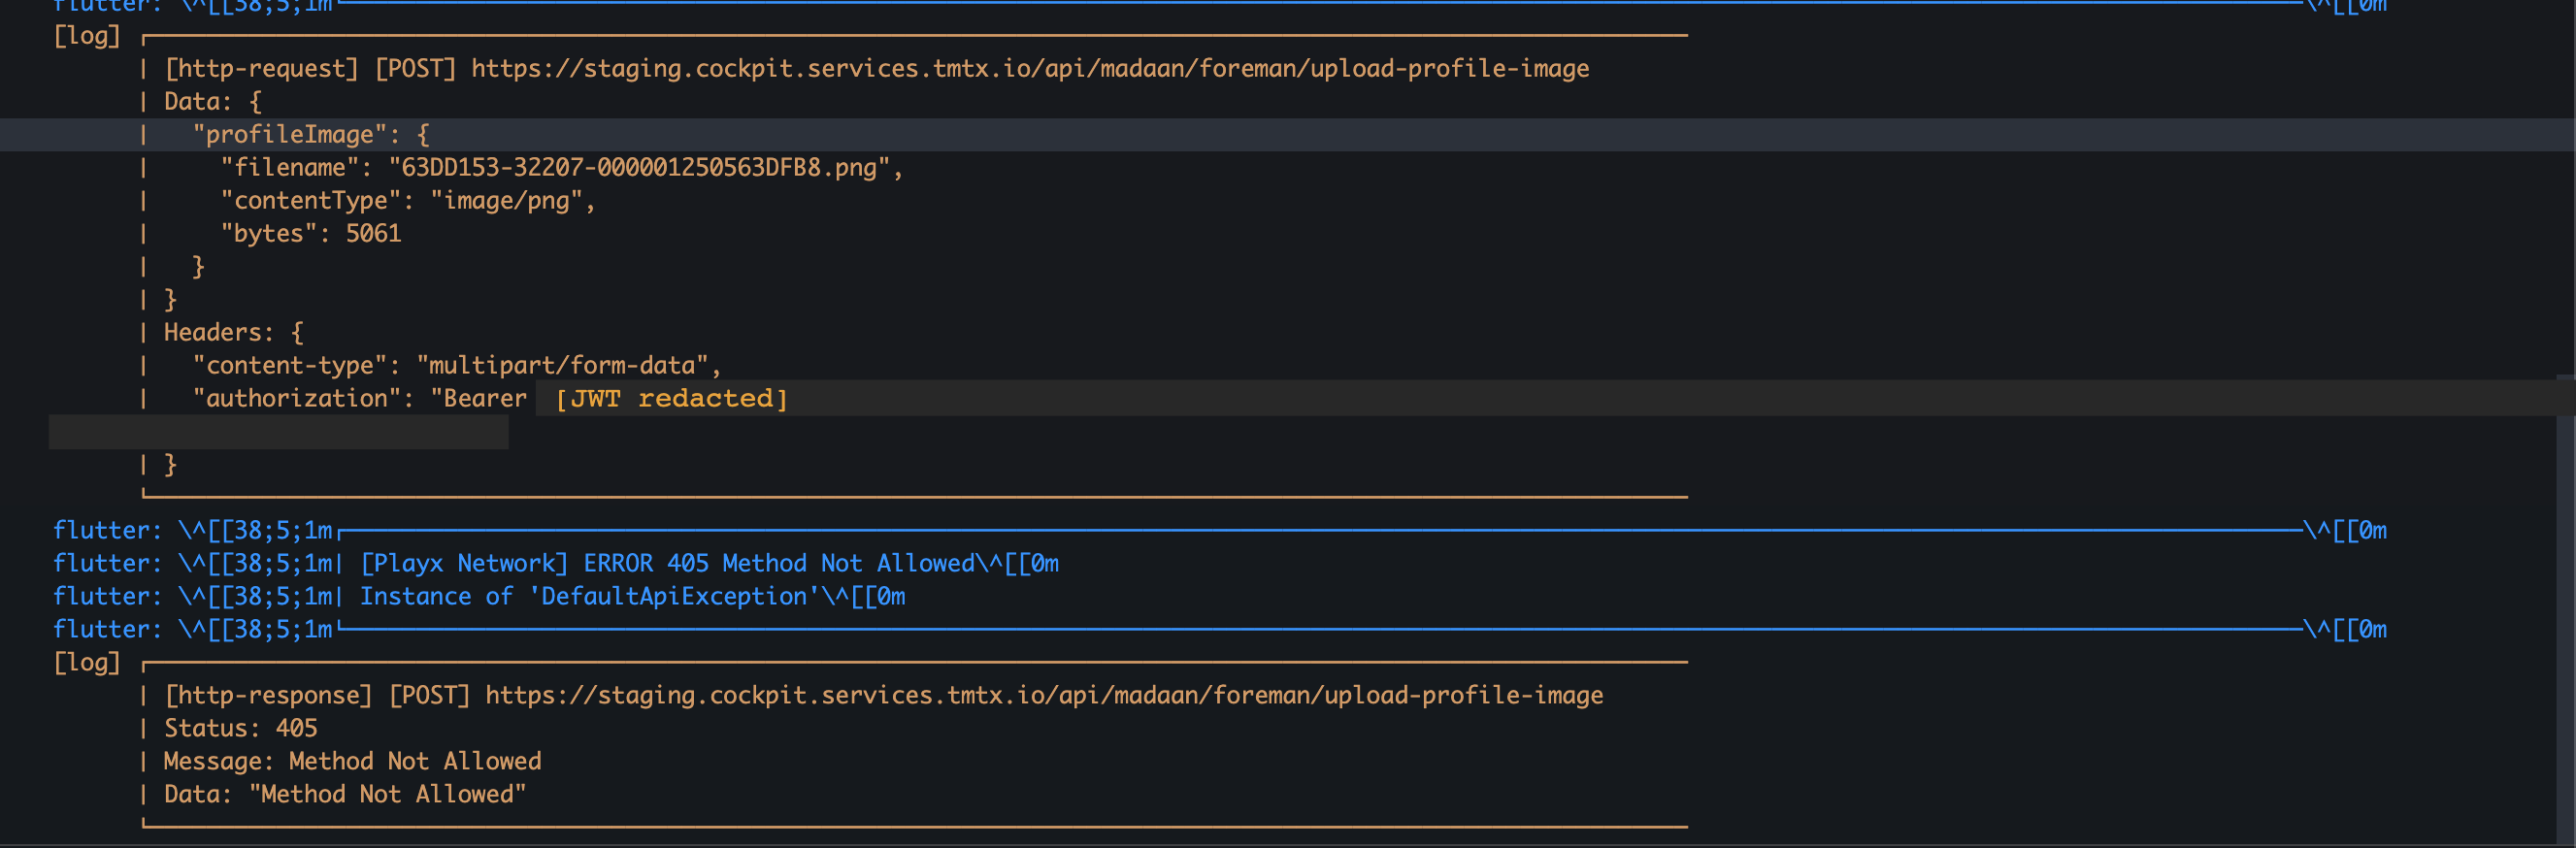 flutter: \^[[38;5;1m└──────────────────────────────\^[[0m
[log] ┌──────────────────────────────
| [http-request] [POST] https://staging.cockpit.services.tmtx.io/api/madaan/foreman/upload-profile-image
| Data: {
|   "profileImage": {
|     "filename": "63DD153-32207-000001250563DFB8.png",
|     "contentType": "image/png",
|     "bytes": 5061
|   }
| }
| Headers: {
|   "content-type": "multipart/form-data",
|   "authorization": "Bearer [JWT redacted]
| }
└──────────────────────────────
flutter: \^[[38;5;1m┌──────────────────────────────\^[[0m
flutter: \^[[38;5;1m| [Playx Network] ERROR 405 Method Not Allowed\^[[0m
flutter: \^[[38;5;1m| Instance of 'DefaultApiException'\^[[0m
flutter: \^[[38;5;1m└──────────────────────────────\^[[0m
[log] ┌──────────────────────────────
| [http-response] [POST] https://staging.cockpit.services.tmtx.io/api/madaan/foreman/upload-profile-image
| Status: 405
| Message: Method Not Allowed
| Data: "Method Not Allowed"
└──────────────────────────────